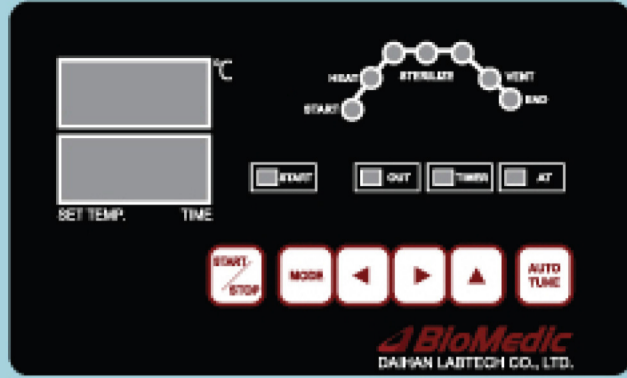 °C
HEAT
STERILIZE
VENT
START
END
START
OUT
TIMER
AT
SET TEMP.
TIME
START
STOP
MODE
AUTO
TUNE
BioMedic
DAIHAN LABTECH CO., LTD.